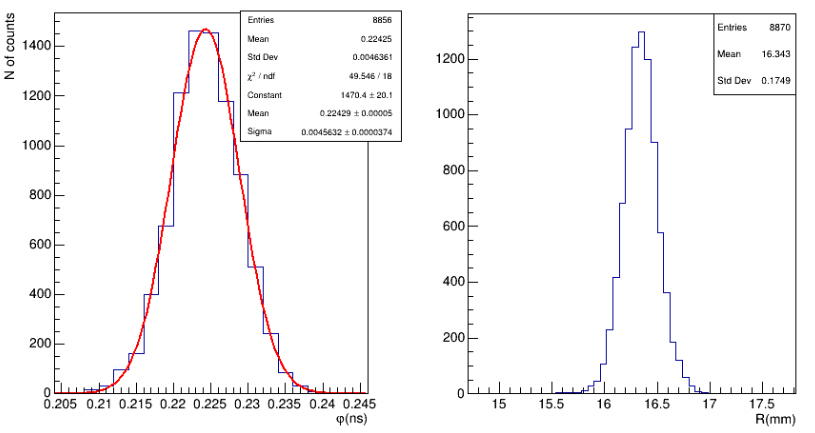 N of counts
Entries 8856
Mean 0.22425
Std Dev 0.0046361
χ² / ndf 49.546 / 18
Constant 1470.4 ± 20.1
Mean 0.22429 ± 0.00005
Sigma 0.0045632 ± 0.0000374
1400
1200
1000
800
600
400
200
0
0.205 0.21 0.215 0.22 0.225 0.23 0.235 0.24 0.245
φ(ns)
Entries 8870
Mean 16.343
Std Dev 0.1749
1200
1000
800
600
400
200
0
15 15.5 16 16.5 17 17.5
R(mm)